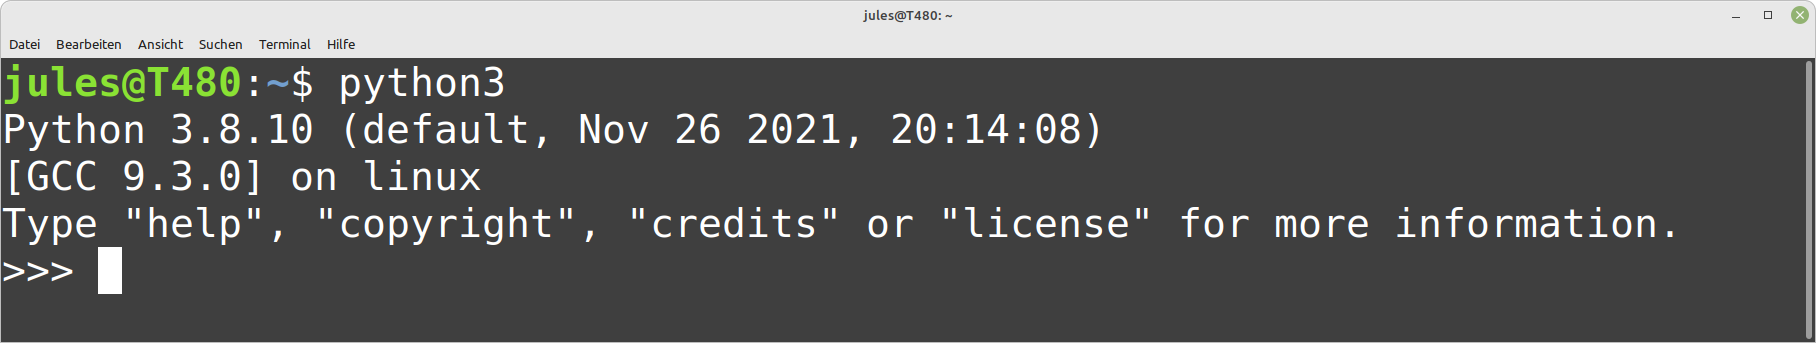 jules@T480: ~
Datei Bearbeiten Ansicht Suchen Terminal Hilfe
jules@T480:~$ python3
Python 3.8.10 (default, Nov 26 2021, 20:14:08)
[GCC 9.3.0] on linux
Type "help", "copyright", "credits" or "license" for more information.
>>>